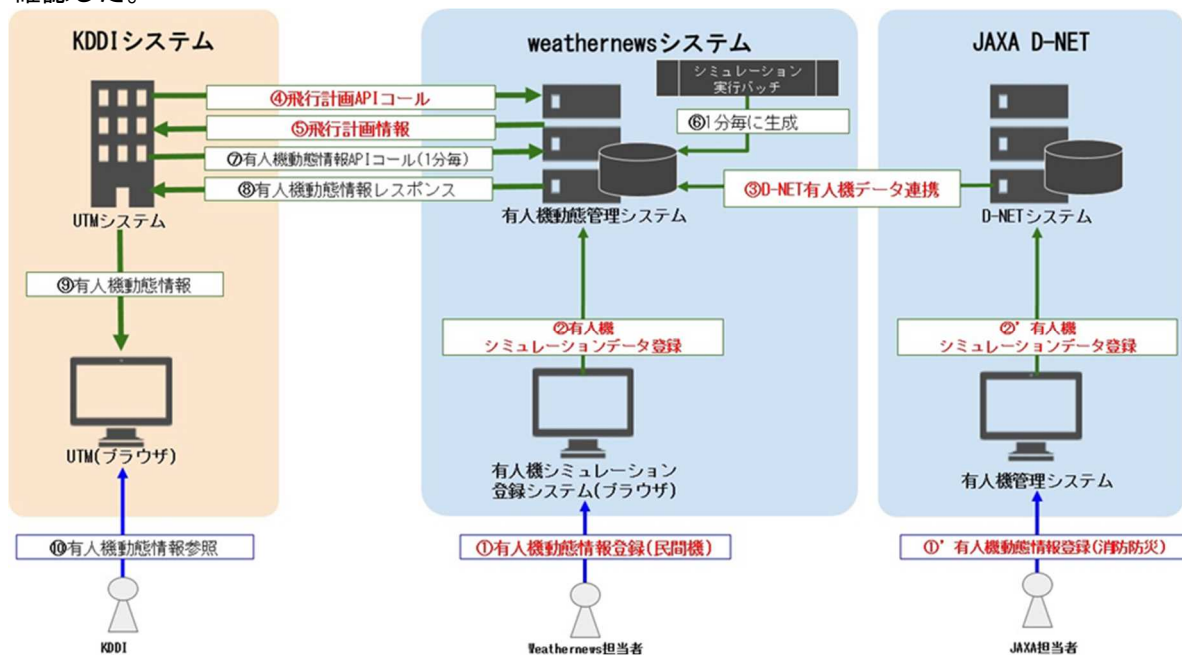 確認した。
KDDIシステム
weathernewsシステム
JAXA D-NET
シミュレーション
実行バッチ
④飛行計画APIコール
⑤飛行計画情報
⑥1分毎に生成
⑦有人機動態情報APIコール(1分毎)
⑧有人機動態情報レスポンス
③D-NET有人機データ連携
UTMシステム
有人機動態管理システム
D-NETシステム
⑨有人機動態情報
②有人機
シミュレーションデータ登録
②’有人機
シミュレーションデータ登録
UTM(ブラウザ)
有人機シミュレーション
登録システム(ブラウザ)
有人機管理システム
⑩有人機動態情報参照
①有人機動態情報登録(民間機)
①’有人機動態情報登録(消防防災)
KDDI
Weathernews担当者
JAXA担当者